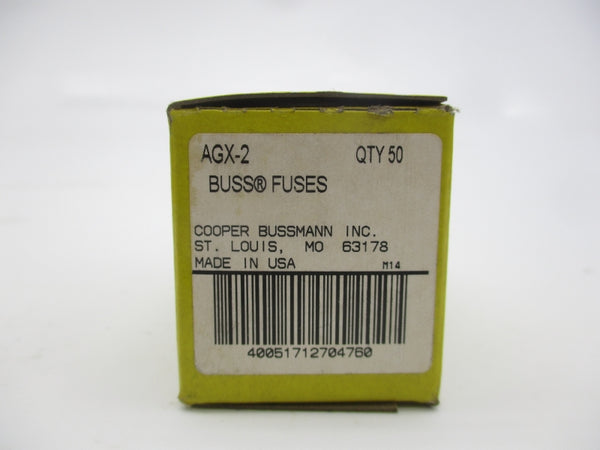 AGX-2 QTY 50
BUSS® FUSES
COOPER BUSSMANN INC.
ST. LOUIS, MO 63178
MADE IN USA M14
40051712704760